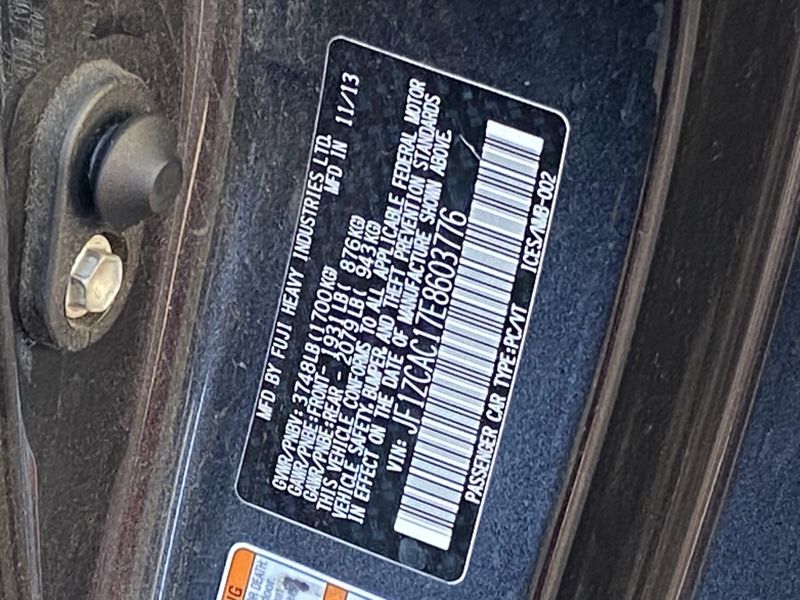 MFD BY FUJI HEAVY INDUSTRIES LTD.
MFD IN 11/13
GVWR/PNBV: 3748LB(1700KG)
GAWR/PNBE:FRONT- 1931LB( 876KG)
GAWR/PNBE:REAR - 2079LB( 943KG)
THIS VEHICLE CONFORMS TO ALL APPLICABLE FEDERAL MOTOR
VEHICLE SAFETY, BUMPER, AND THEFT PREVENTION STANDARDS
IN EFFECT ON THE DATE OF MANUFACTURE SHOWN ABOVE.
VIN: JF1ZCAC17E8603776
PASSENGER CAR TYPE:PC/VT ICES/NMB-002